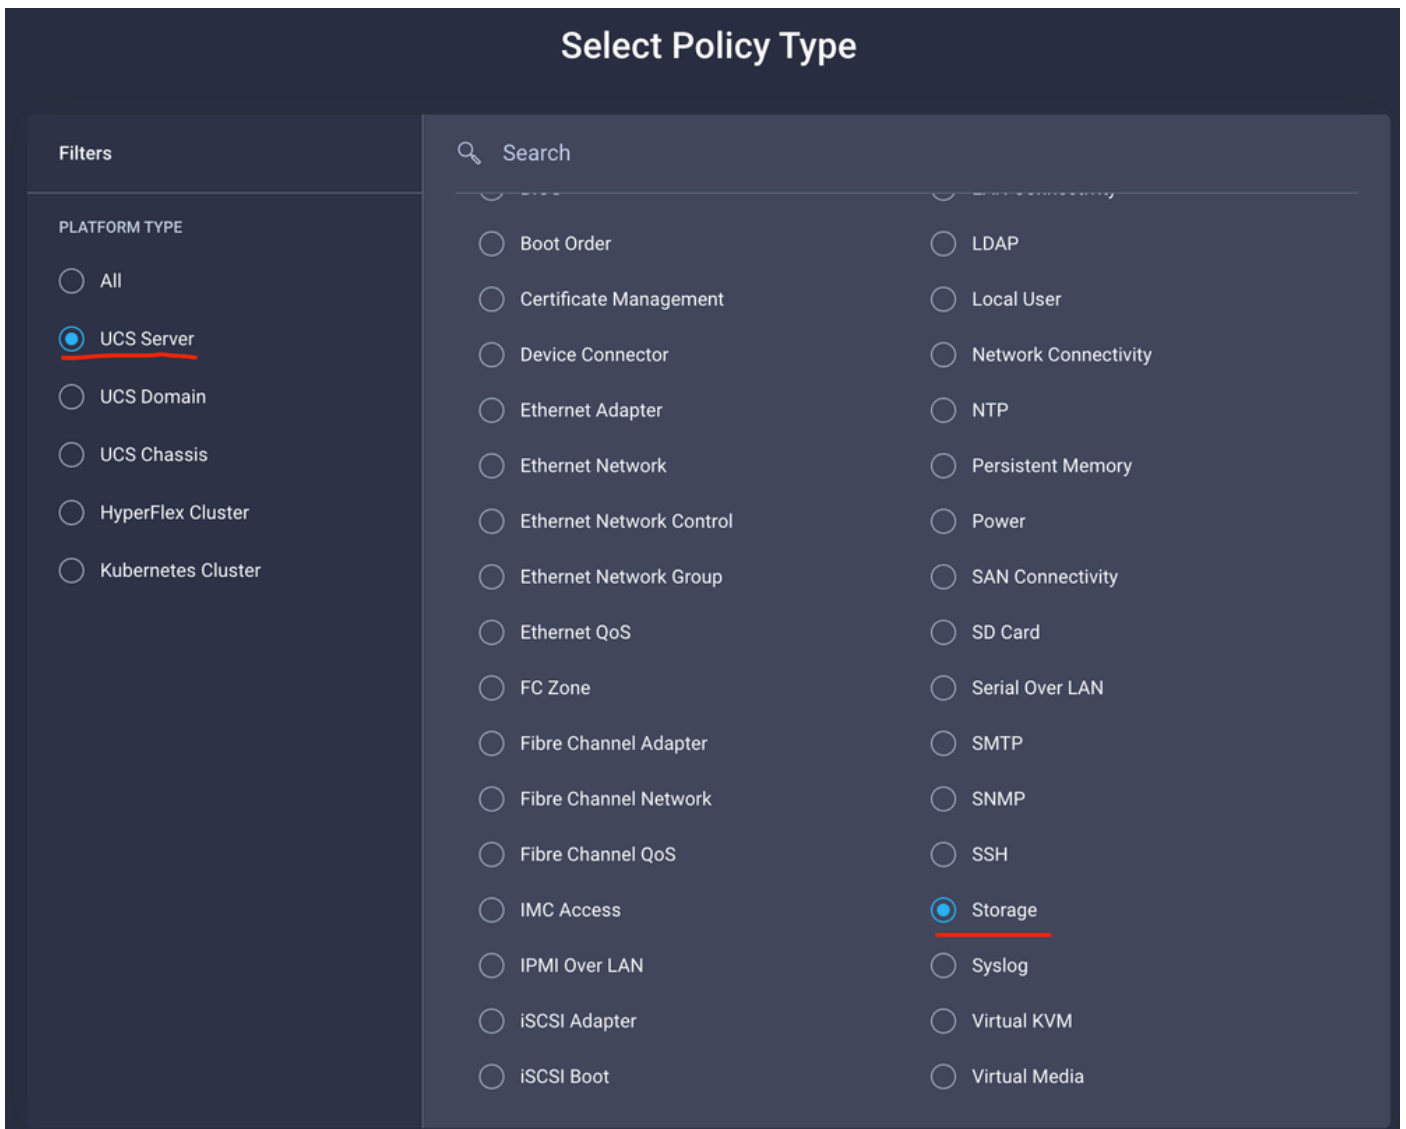 Select Policy Type
Filters
Search
PLATFORM TYPE
All
UCS Server
UCS Domain
UCS Chassis
HyperFlex Cluster
Kubernetes Cluster
Boot Order
Certificate Management
Device Connector
Ethernet Adapter
Ethernet Network
Ethernet Network Control
Ethernet Network Group
Ethernet QoS
FC Zone
Fibre Channel Adapter
Fibre Channel Network
Fibre Channel QoS
IMC Access
IPMI Over LAN
iSCSI Adapter
iSCSI Boot
LDAP
Local User
Network Connectivity
NTP
Persistent Memory
Power
SAN Connectivity
SD Card
Serial Over LAN
SMTP
SNMP
SSH
Storage
Syslog
Virtual KVM
Virtual Media